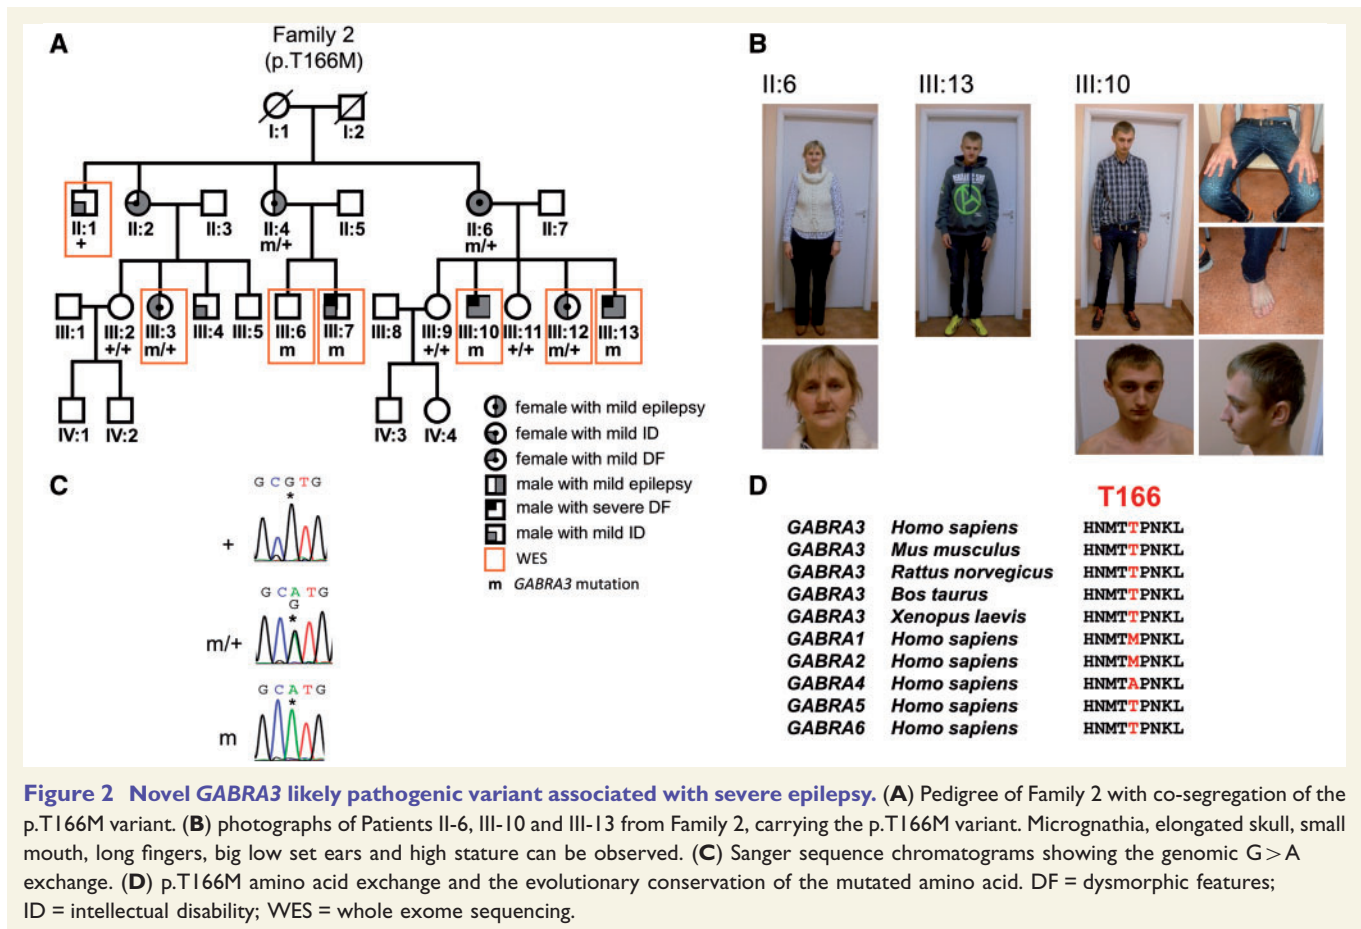 A
Family 2
(p.T166M)
I:1
I:2
II:1
+
II:2
II:3
II:4
m/+
II:5
II:6
m/+
II:7
III:1
III:2
+/+
III:3
m/+
III:4
III:5
III:6
m
III:7
m
III:8
III:9
+/+
III:10
m
III:11
+/+
III:12
m/+
III:13
m
IV:1
IV:2
IV:3
IV:4
female with mild epilepsy
female with mild ID
female with mild DF
male with mild epilepsy
male with severe DF
male with mild ID
WES
m GABRA3 mutation
B
II:6
III:13
III:10
C
G C G T G
*
+
G C A T G
G
*
m/+
G C A T G
*
m
D
T166
GABRA3 Homo sapiens HNMTTPNKL
GABRA3 Mus musculus HNMTTPNKL
GABRA3 Rattus norvegicus HNMTTPNKL
GABRA3 Bos taurus HNMTTPNKL
GABRA3 Xenopus laevis HNMTTPNKL
GABRA1 Homo sapiens HNMTMPNKL
GABRA2 Homo sapiens HNMTMPNKL
GABRA4 Homo sapiens HNMTAPNKL
GABRA5 Homo sapiens HNMTTPNKL
GABRA6 Homo sapiens HNMTTPNKL
Figure 2 Novel GABRA3 likely pathogenic variant associated with severe epilepsy. (A) Pedigree of Family 2 with co-segregation of the
p.T166M variant. (B) photographs of Patients II-6, III-10 and III-13 from Family 2, carrying the p.T166M variant. Micrognathia, elongated skull, small
mouth, long fingers, big low set ears and high stature can be observed. (C) Sanger sequence chromatograms showing the genomic G>A
exchange. (D) p.T166M amino acid exchange and the evolutionary conservation of the mutated amino acid. DF = dysmorphic features;
ID = intellectual disability; WES = whole exome sequencing.